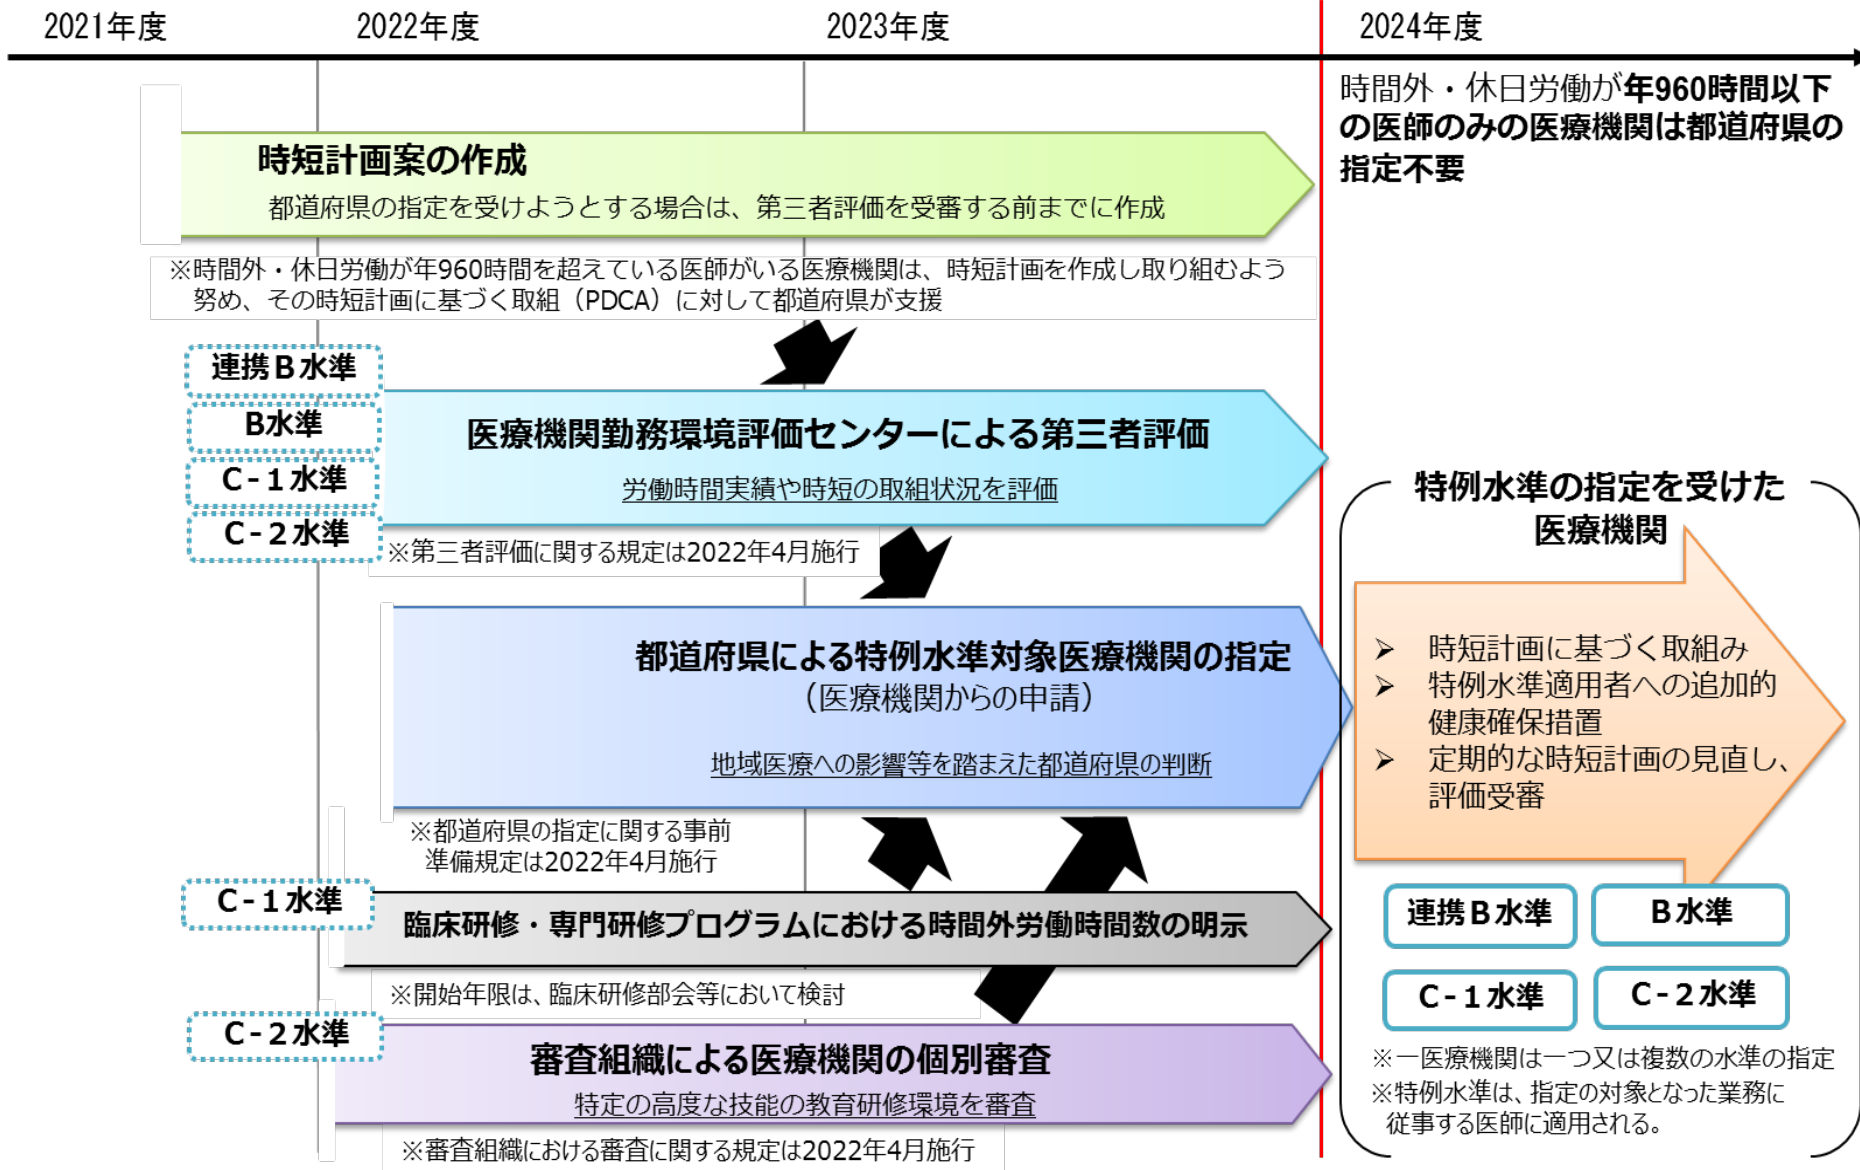 2021年度
2022年度
2023年度
2024年度
時間外・休日労働が年960時間以下
の医師のみの医療機関は都道府県の
指定不要
時短計画案の作成
都道府県の指定を受けようとする場合は、第三者評価を受審する前までに作成
※時間外・休日労働が年960時間を超えている医師がいる医療機関は、時短計画を作成し取り組むよう
努め、その時短計画に基づく取組（PDCA）に対して都道府県が支援
連携Ｂ水準
B水準
Ｃ-１水準
Ｃ-２水準
医療機関勤務環境評価センターによる第三者評価
労働時間実績や時短の取組状況を評価
※第三者評価に関する規定は2022年4月施行
都道府県による特例水準対象医療機関の指定
（医療機関からの申請）
地域医療への影響等を踏まえた都道府県の判断
※都道府県の指定に関する事前
準備規定は2022年4月施行
Ｃ-１水準
臨床研修・専門研修プログラムにおける時間外労働時間数の明示
※開始年限は、臨床研修部会等において検討
Ｃ-２水準
審査組織による医療機関の個別審査
特定の高度な技能の教育研修環境を審査
※審査組織における審査に関する規定は2022年4月施行
特例水準の指定を受けた
医療機関
➢ 時短計画に基づく取組み
➢ 特例水準適用者への追加的
健康確保措置
➢ 定期的な時短計画の見直し、
評価受審
連携Ｂ水準
Ｂ水準
Ｃ-１水準
Ｃ-２水準
※一医療機関は一つ又は複数の水準の指定
※特例水準は、指定の対象となった業務に
従事する医師に適用される。